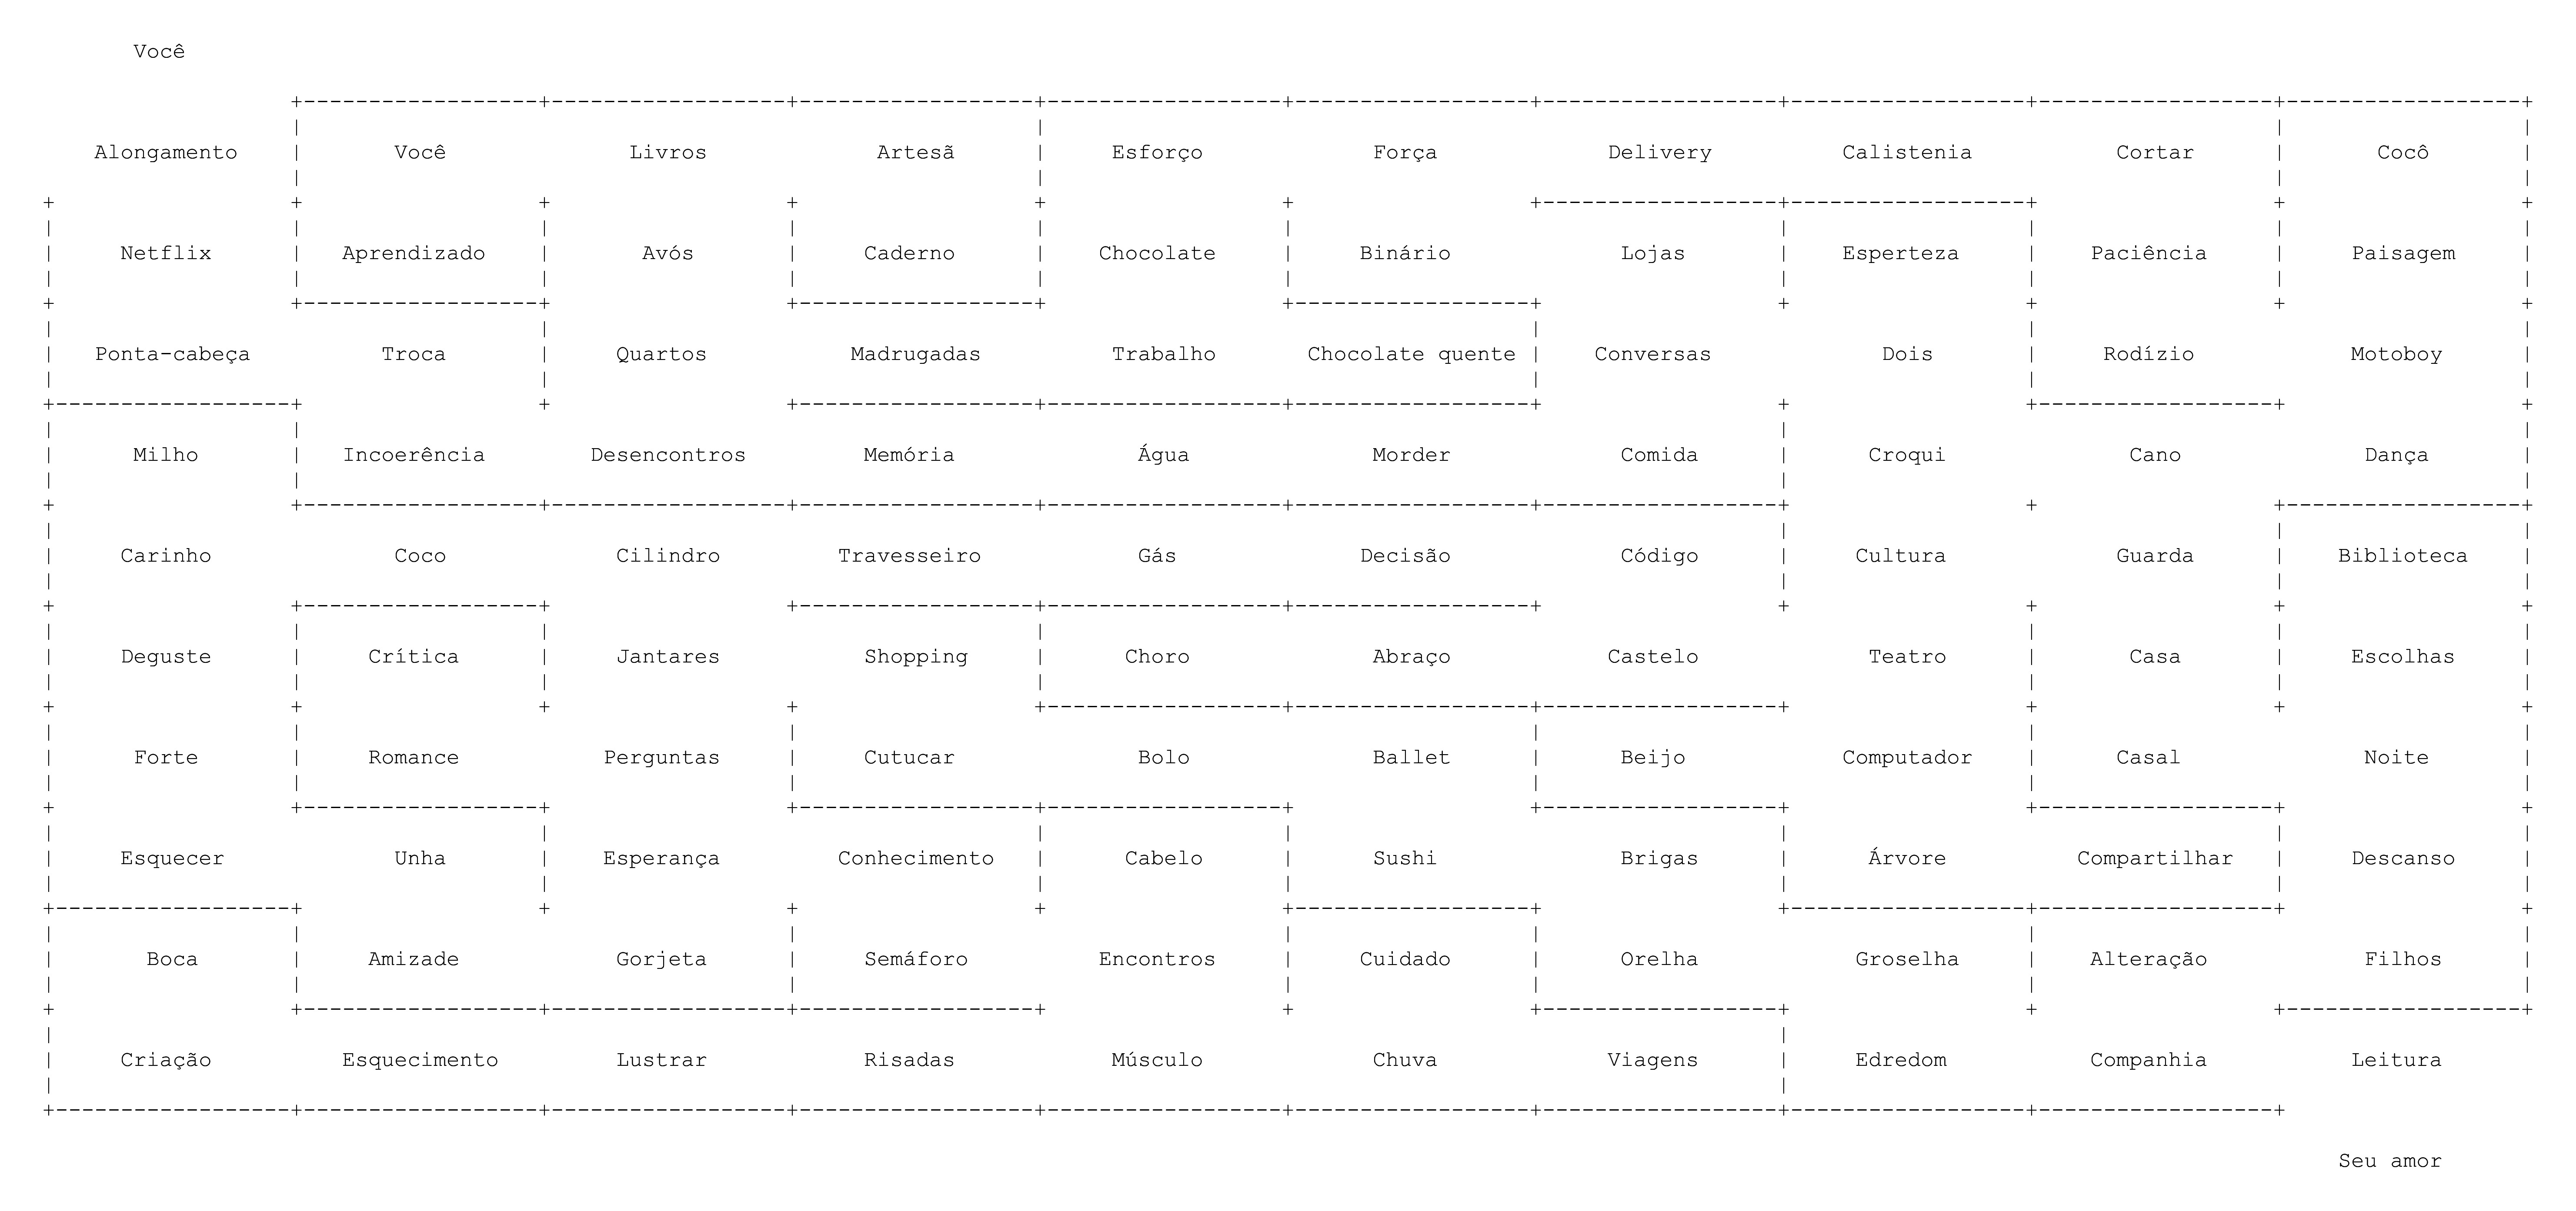 Você
Alongamento Você Livros Artesã Esforço Força Delivery Calistenia Cortar Cocô
Netflix Aprendizado Avós Caderno Chocolate Binário Lojas Esperteza Paciência Paisagem
Ponta-cabeça Troca Quartos Madrugadas Trabalho Chocolate quente Conversas Dois Rodízio Motoboy
Milho Incoerência Desencontros Memória Água Morder Comida Croqui Cano Dança
Carinho Coco Cilindro Travesseiro Gás Decisão Código Cultura Guarda Biblioteca
Deguste Crítica Jantares Shopping Choro Abraço Castelo Teatro Casa Escolhas
Forte Romance Perguntas Cutucar Bolo Ballet Beijo Computador Casal Noite
Esquecer Unha Esperança Conhecimento Cabelo Sushi Brigas Árvore Compartilhar Descanso
Boca Amizade Gorjeta Semáforo Encontros Cuidado Orelha Groselha Alteração Filhos
Criação Esquecimento Lustrar Risadas Músculo Chuva Viagens Edredom Companhia Leitura
Seu amor